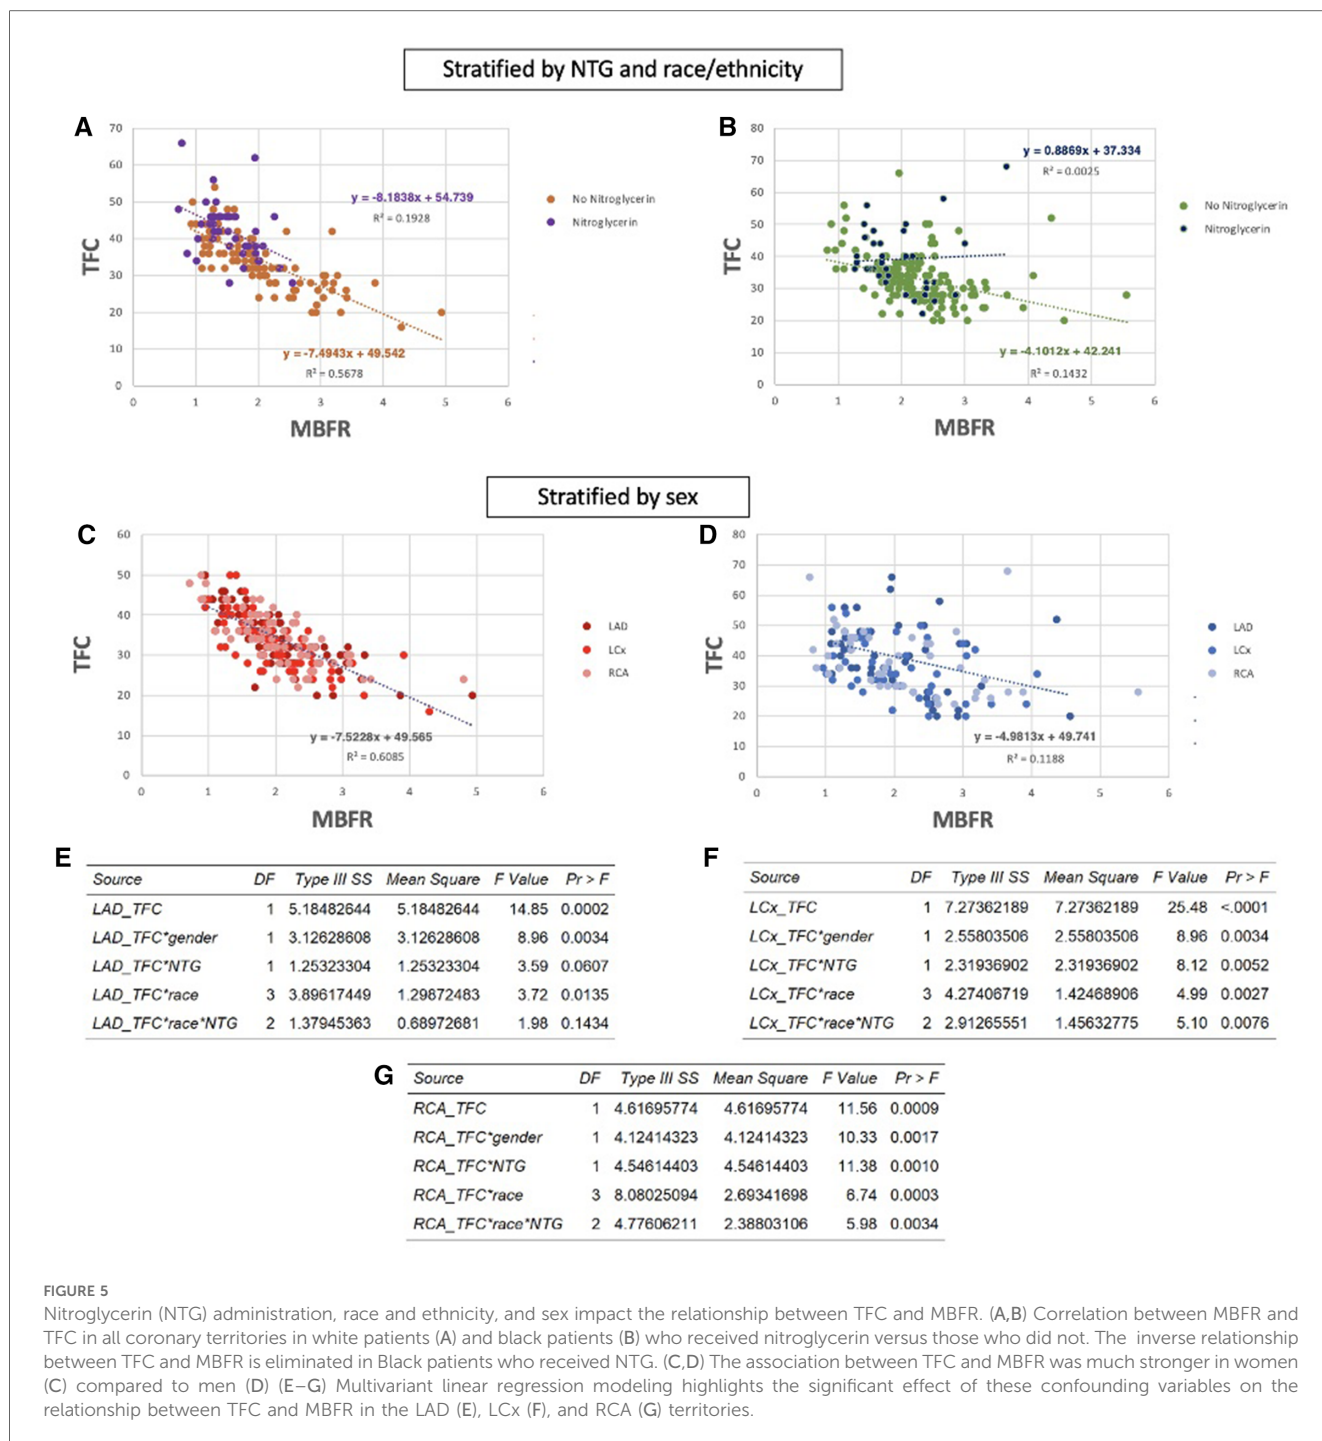 Stratified by NTG and race/ethnicity
A
70
60
50
40
30
20
10
0
TFC
0 1 2 3 4 5 6
MBFR
y = -8.1838x + 54.739
R² = 0.1928
y = -7.4943x + 49.542
R² = 0.5678
No Nitroglycerin
Nitroglycerin
B
80
70
60
50
40
30
20
10
0
TFC
0 1 2 3 4 5 6
MBFR
y = 0.8869x + 37.334
R² = 0.0025
y = -4.1012x + 42.241
R² = 0.1432
No Nitroglycerin
Nitroglycerin
Stratified by sex
C
60
50
40
30
20
10
0
TFC
0 1 2 3 4 5 6
MBFR
y = -7.5228x + 49.565
R² = 0.6085
LAD
LCx
RCA
D
80
70
60
50
40
30
20
10
0
TFC
0 1 2 3 4 5 6
MBFR
y = -4.9813x + 49.741
R² = 0.1188
LAD
LCx
RCA
E
Source DF Type III SS Mean Square F Value Pr > F
LAD_TFC 1 5.18482644 5.18482644 14.85 0.0002
LAD_TFC*gender 1 3.12628608 3.12628608 8.96 0.0034
LAD_TFC*NTG 1 1.25323304 1.25323304 3.59 0.0607
LAD_TFC*race 3 3.89617449 1.29872483 3.72 0.0135
LAD_TFC*race*NTG 2 1.37945363 0.68972681 1.98 0.1434
F
Source DF Type III SS Mean Square F Value Pr > F
LCx_TFC 1 7.27362189 7.27362189 25.48 <.0001
LCx_TFC*gender 1 2.55803506 2.55803506 8.96 0.0034
LCx_TFC*NTG 1 2.31936902 2.31936902 8.12 0.0052
LCx_TFC*race 3 4.27406719 1.42468906 4.99 0.0027
LCx_TFC*race*NTG 2 2.91265551 1.45632775 5.10 0.0076
G
Source DF Type III SS Mean Square F Value Pr > F
RCA_TFC 1 4.61695774 4.61695774 11.56 0.0009
RCA_TFC*gender 1 4.12414323 4.12414323 10.33 0.0017
RCA_TFC*NTG 1 4.54614403 4.54614403 11.38 0.0010
RCA_TFC*race 3 8.08025094 2.69341698 6.74 0.0003
RCA_TFC*race*NTG 2 4.77606211 2.38803106 5.98 0.0034
FIGURE 5
Nitroglycerin (NTG) administration, race and ethnicity, and sex impact the relationship between TFC and MBFR. (A,B) Correlation between MBFR and
TFC in all coronary territories in white patients (A) and black patients (B) who received nitroglycerin versus those who did not. The inverse relationship
between TFC and MBFR is eliminated in Black patients who received NTG. (C,D) The association between TFC and MBFR was much stronger in women
(C) compared to men (D) (E–G) Multivariant linear regression modeling highlights the significant effect of these confounding variables on the
relationship between TFC and MBFR in the LAD (E), LCx (F), and RCA (G) territories.